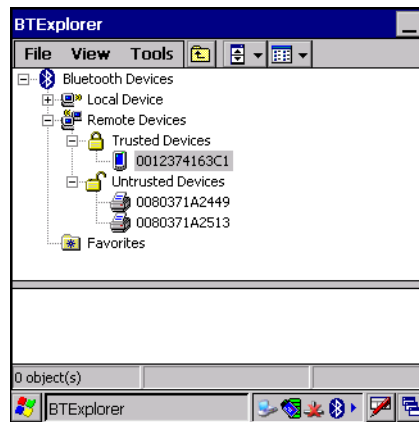 BTExplorer
File View Tools
Bluetooth Devices
Local Device
Remote Devices
Trusted Devices
0012374163C1
Untrusted Devices
0080371A2449
0080371A2513
Favorites
0 object(s)
BTExplorer